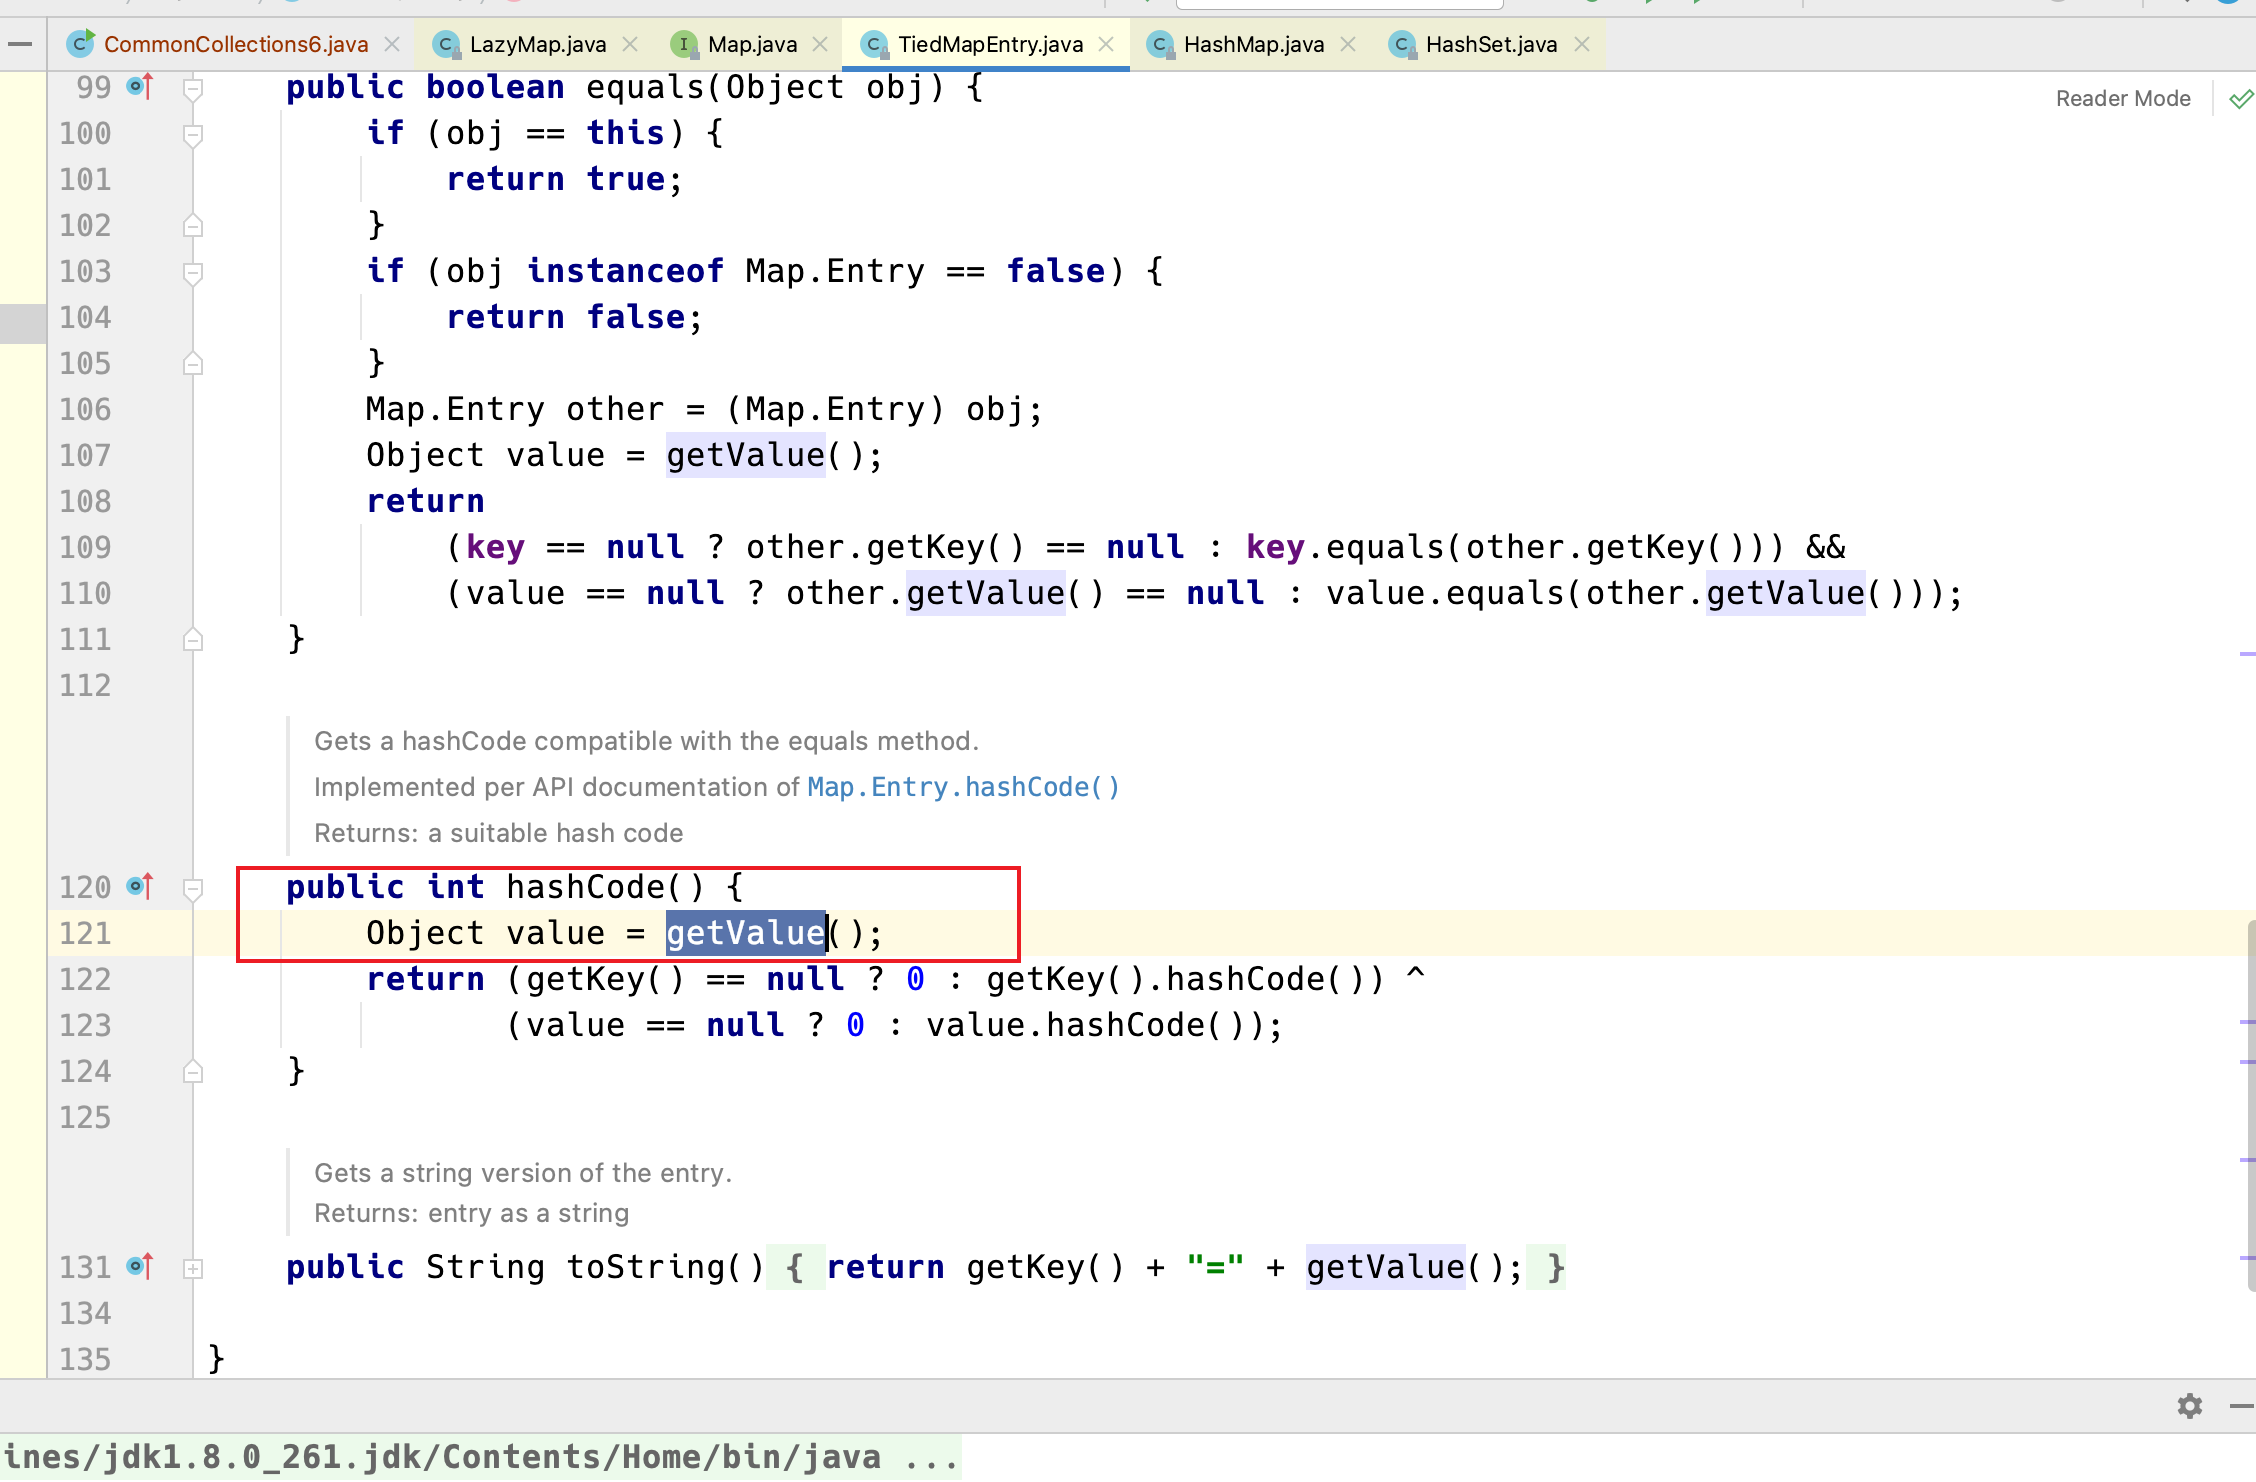 CommonCollections6.java LazyMap.java Map.java TiedMapEntry.java HashMap.java HashSet.java
Reader Mode
99 public boolean equals(Object obj) {
100 if (obj == this) {
101 return true;
102 }
103 if (obj instanceof Map.Entry == false) {
104 return false;
105 }
106 Map.Entry other = (Map.Entry) obj;
107 Object value = getValue();
108 return
109 (key == null ? other.getKey() == null : key.equals(other.getKey())) &&
110 (value == null ? other.getValue() == null : value.equals(other.getValue()));
111 }
112
Gets a hashCode compatible with the equals method.
Implemented per API documentation of Map.Entry.hashCode()
Returns: a suitable hash code
120 public int hashCode() {
121 Object value = getValue();
122 return (getKey() == null ? 0 : getKey().hashCode()) ^
123 (value == null ? 0 : value.hashCode());
124 }
125
Gets a string version of the entry.
Returns: entry as a string
131 public String toString() { return getKey() + "=" + getValue(); }
134
135 }
ines/jdk1.8.0_261.jdk/Contents/Home/bin/java ...